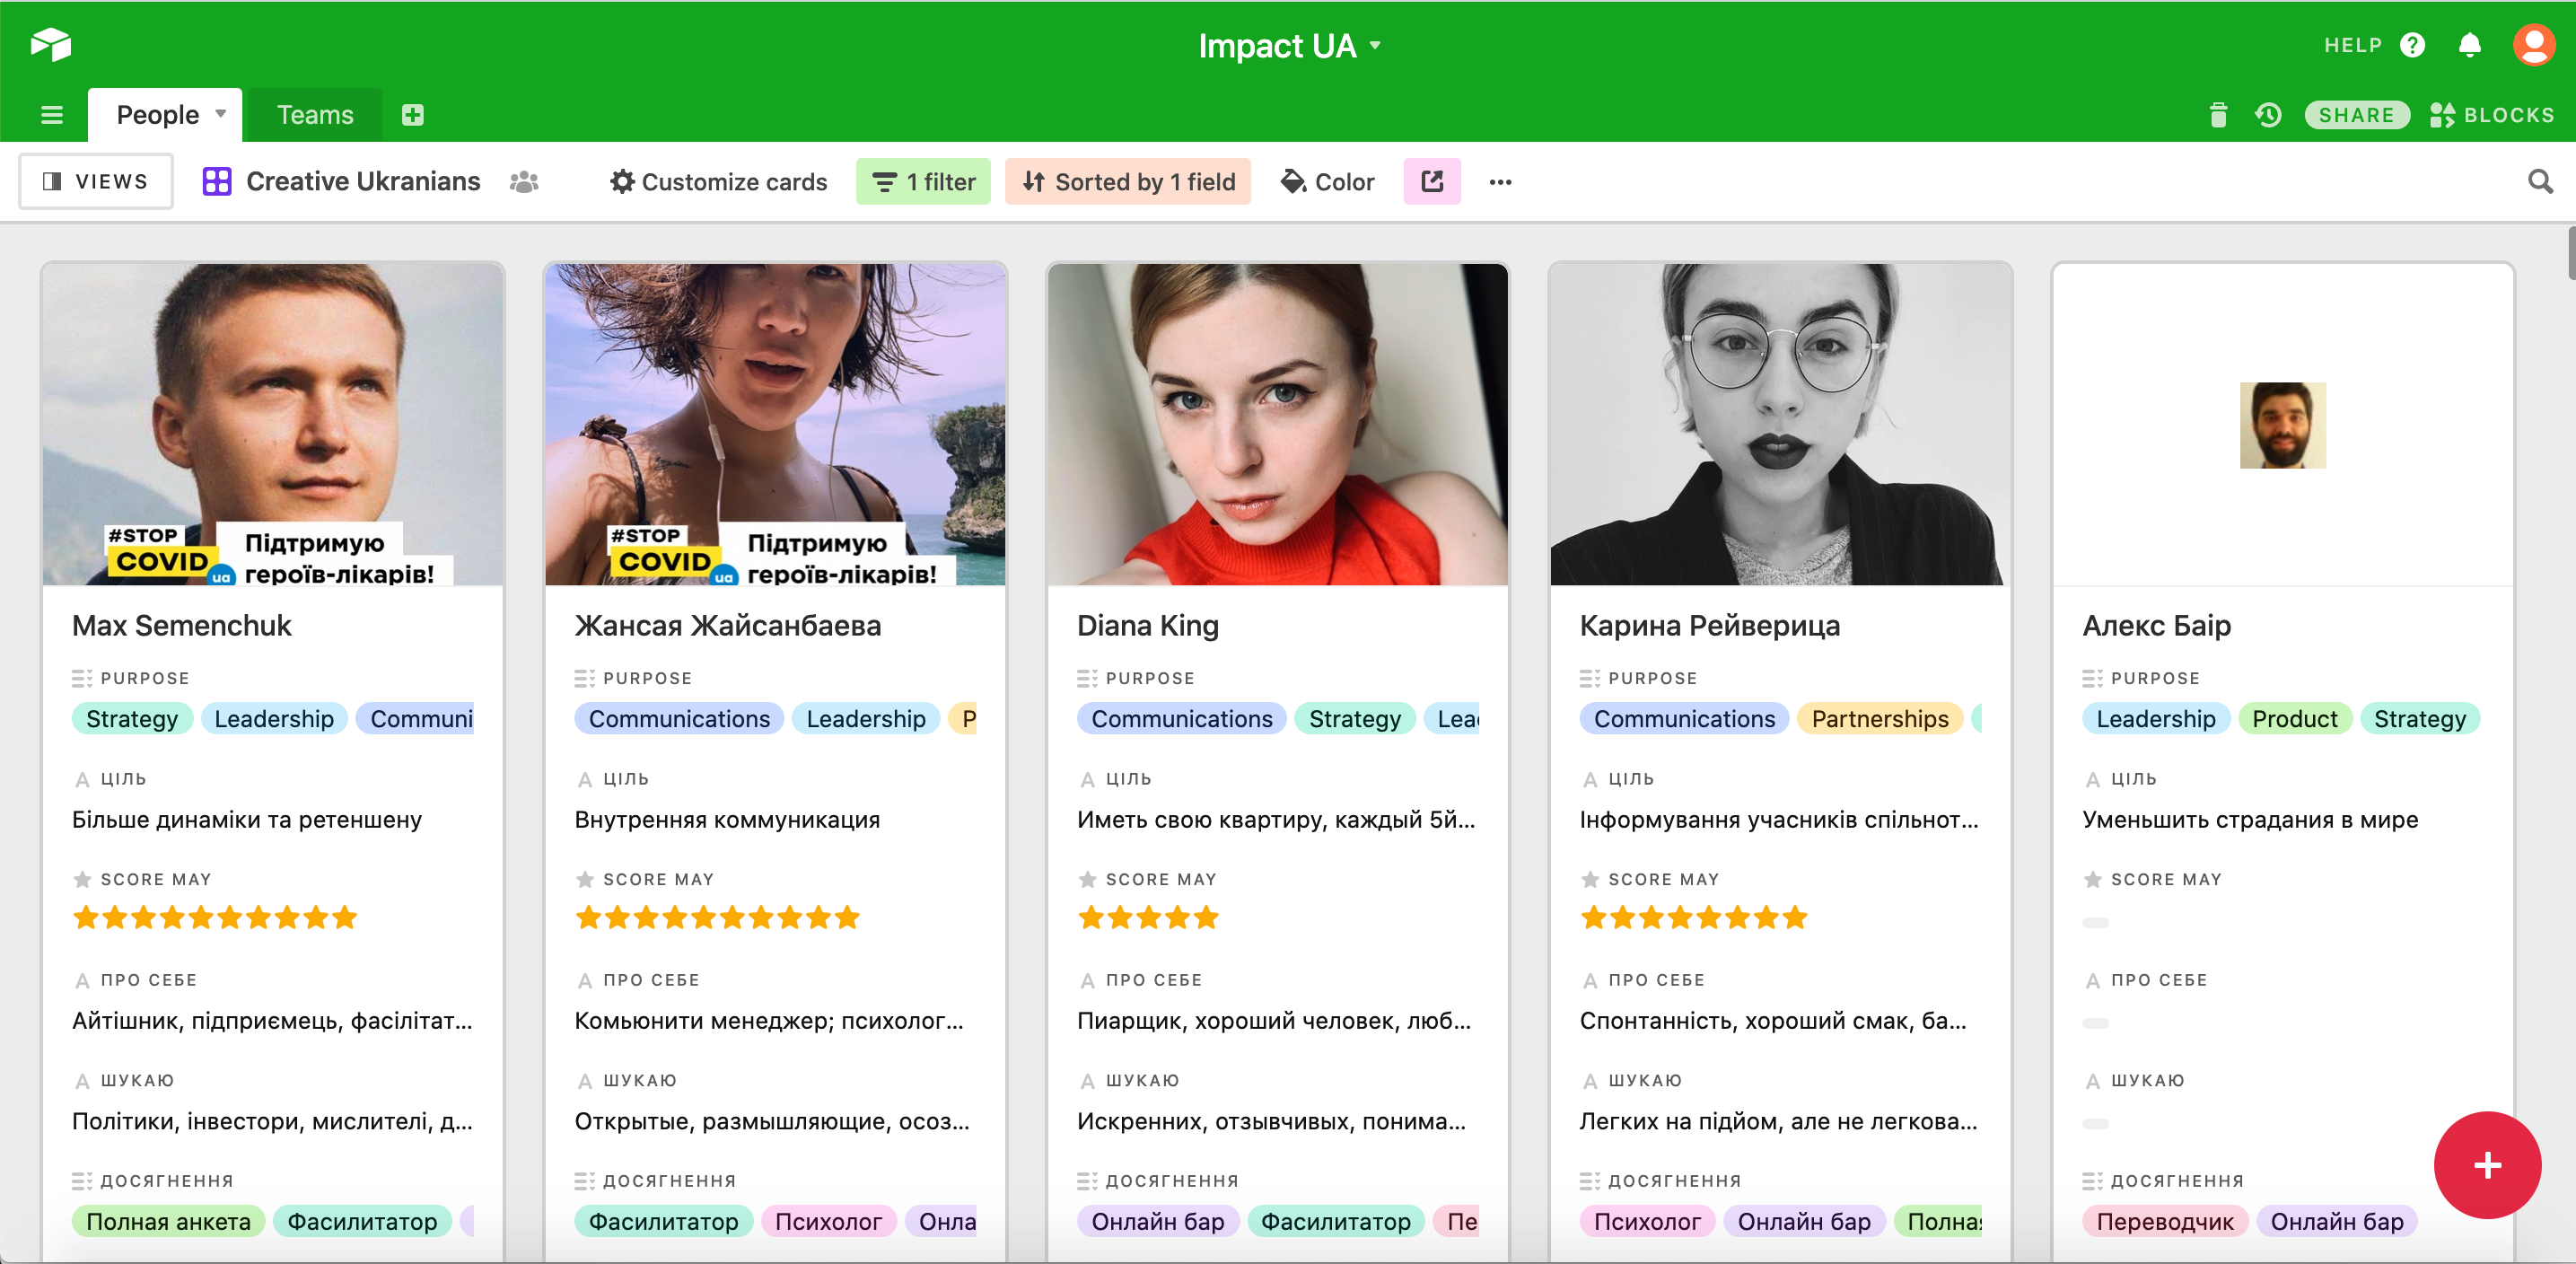 Impact UA
HELP
People
Teams
SHARE
BLOCKS
VIEWS
Creative Ukranians
Customize cards
1 filter
Sorted by 1 field
Color
#STOP
COVID
ua
Підтримую
героїв-лікарів!
Max Semenchuk
PURPOSE
Strategy Leadership Communi
ЦІЛЬ
Більше динаміки та ретеншену
SCORE MAY
ПРО СЕБЕ
Айтішник, підприємець, фасілітат...
ШУКАЮ
Політики, інвестори, мислителі, д...
ДОСЯГНЕННЯ
Полная анкета Фасилитатор
#STOP
COVID
ua
Підтримую
героїв-лікарів!
Жансая Жайсанбаева
PURPOSE
Communications Leadership P
ЦІЛЬ
Внутренняя коммуникация
SCORE MAY
ПРО СЕБЕ
Комьюнити менеджер; психолог...
ШУКАЮ
Открытые, размышляющие, осоз...
ДОСЯГНЕННЯ
Фасилитатор Психолог Онла
Diana King
PURPOSE
Communications Strategy Lea
ЦІЛЬ
Иметь свою квартиру, каждый 5й...
SCORE MAY
ПРО СЕБЕ
Пиарщик, хороший человек, люб...
ШУКАЮ
Искренних, отзывчивых, понима...
ДОСЯГНЕННЯ
Онлайн бар Фасилитатор Пе
Карина Рейверица
PURPOSE
Communications Partnerships
ЦІЛЬ
Інформування учасників спільнот...
SCORE MAY
ПРО СЕБЕ
Спонтанність, хороший смак, ба...
ШУКАЮ
Легких на підйом, але не легкова...
ДОСЯГНЕННЯ
Психолог Онлайн бар Полна
Алекс Баір
PURPOSE
Leadership Product Strategy
ЦІЛЬ
Уменьшить страдания в мире
SCORE MAY
ПРО СЕБЕ
ШУКАЮ
ДОСЯГНЕННЯ
Переводчик Онлайн бар